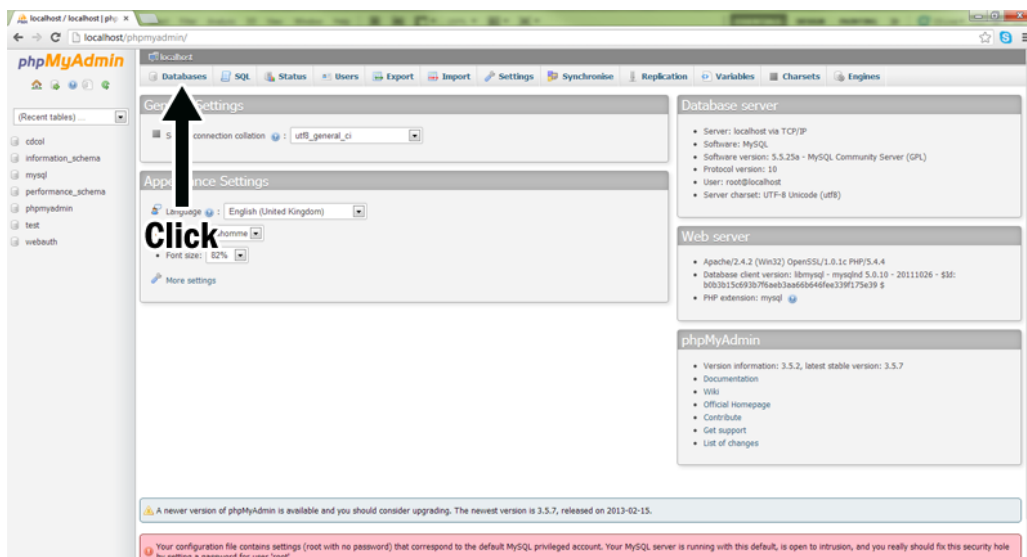 localhost / localhost | php
localhost/phpmyadmin/
phpMyAdmin
(Recent tables) ...
cdcol
information_schema
mysql
performance_schema
phpmyadmin
test
webauth
localhost
Databases SQL Status Users Export Import Settings Synchronise Replication Variables Charsets Engines
Settings
connection collation : utf8_general_ci
Appearance Settings
Language : English (United Kingdom)
Click
Font size: 82%
More settings
Database server
Server: localhost via TCP/IP
Software: MySQL
Software version: 5.5.25a - MySQL Community Server (GPL)
Protocol version: 10
User: root@localhost
Server charset: UTF-8 Unicode (utf8)
Web server
Apache/2.4.2 (Win32) OpenSSL/1.0.1c PHP/5.4.4
Database client version: libmysql - mysqlnd 5.0.10 - 20111026 - $Id:
b0b3b15c693b7f6aeb3aa66b646fee339f175e39 $
PHP extension: mysql
phpMyAdmin
Version information: 3.5.2, latest stable version: 3.5.7
Documentation
Wiki
Official Homepage
Contribute
Get support
List of changes
A newer version of phpMyAdmin is available and you should consider upgrading. The newest version is 3.5.7, released on 2013-02-15.
Your configuration file contains settings (root with no password) that correspond to the default MySQL privileged account. Your MySQL server is running with this default, is open to intrusion, and you really should fix this security hole
by setting a password for user 'root'.